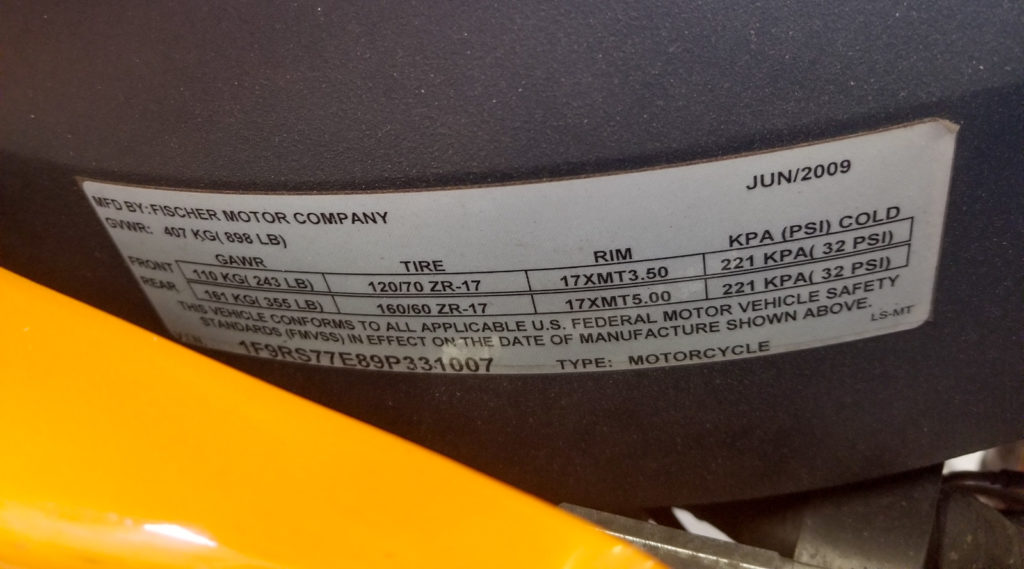 JUN/2009
MFD BY:FISCHER MOTOR COMPANY
GVWR: 407 KG( 898 LB)
GAWR TIRE RIM KPA (PSI) COLD
FRONT 110 KG( 243 LB) 120/70 ZR-17 17XMT3.50 221 KPA( 32 PSI)
REAR 161 KG( 355 LB) 160/60 ZR-17 17XMT5.00 221 KPA( 32 PSI)
THIS VEHICLE CONFORMS TO ALL APPLICABLE U.S. FEDERAL MOTOR VEHICLE SAFETY
STANDARDS (FMVSS) IN EFFECT ON THE DATE OF MANUFACTURE SHOWN ABOVE.
LS-MT
1F9RS77E89P331007 TYPE: MOTORCYCLE